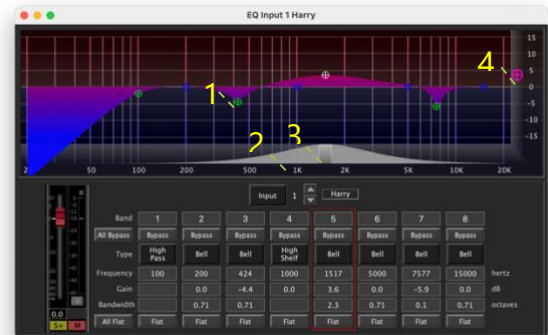 EQ Input 1 Harry
15
10
5
0
-5
-10
-15
1
2
3
4
2 50 100 200 500 1K 2K 5K 10K 20K
Input 1 Harry
Band 1 2 3 4 5 6 7 8
All Bypass Bypass Bypass Bypass Bypass Bypass Bypass Bypass Bypass
Type High Pass Bell Bell High Shelf Bell Bell Bell Bell
Frequency 100 200 424 1000 1517 5000 7577 15000 hertz
Gain 0.0 -4.4 0.0 3.6 0.0 -5.9 0.0 dB
Bandwidth 0.71 0.71 2.3 0.71 0.1 0.71 octaves
0.0
All Flat Flat Flat Flat Flat Flat Flat Flat Flat
S+ M